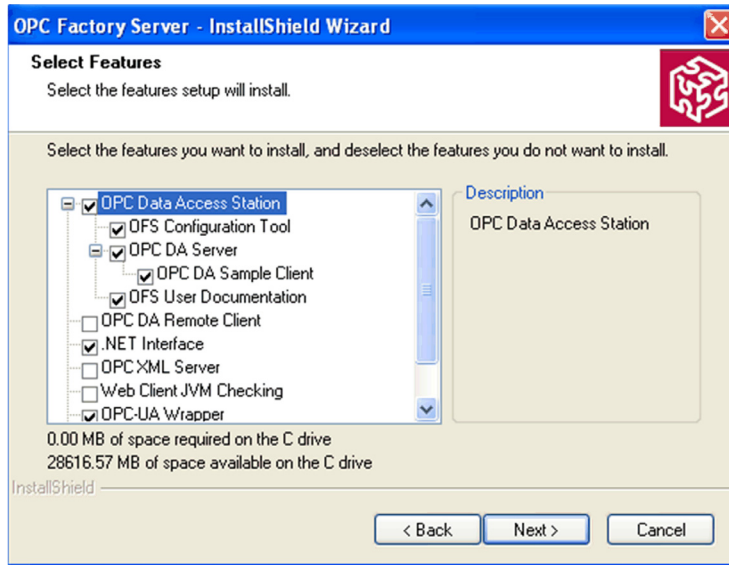 OPC Factory Server - InstallShield Wizard
Select Features
Select the features setup will install.
Select the features you want to install, and deselect the features you do not want to install.
OPC Data Access Station
OFS Configuration Tool
OPC DA Server
OPC DA Sample Client
OFS User Documentation
OPC DA Remote Client
.NET Interface
OPC XML Server
Web Client JVM Checking
OPC-UA Wrapper
Description
OPC Data Access Station
0.00 MB of space required on the C drive
28616.57 MB of space available on the C drive
InstallShield
< Back
Next >
Cancel